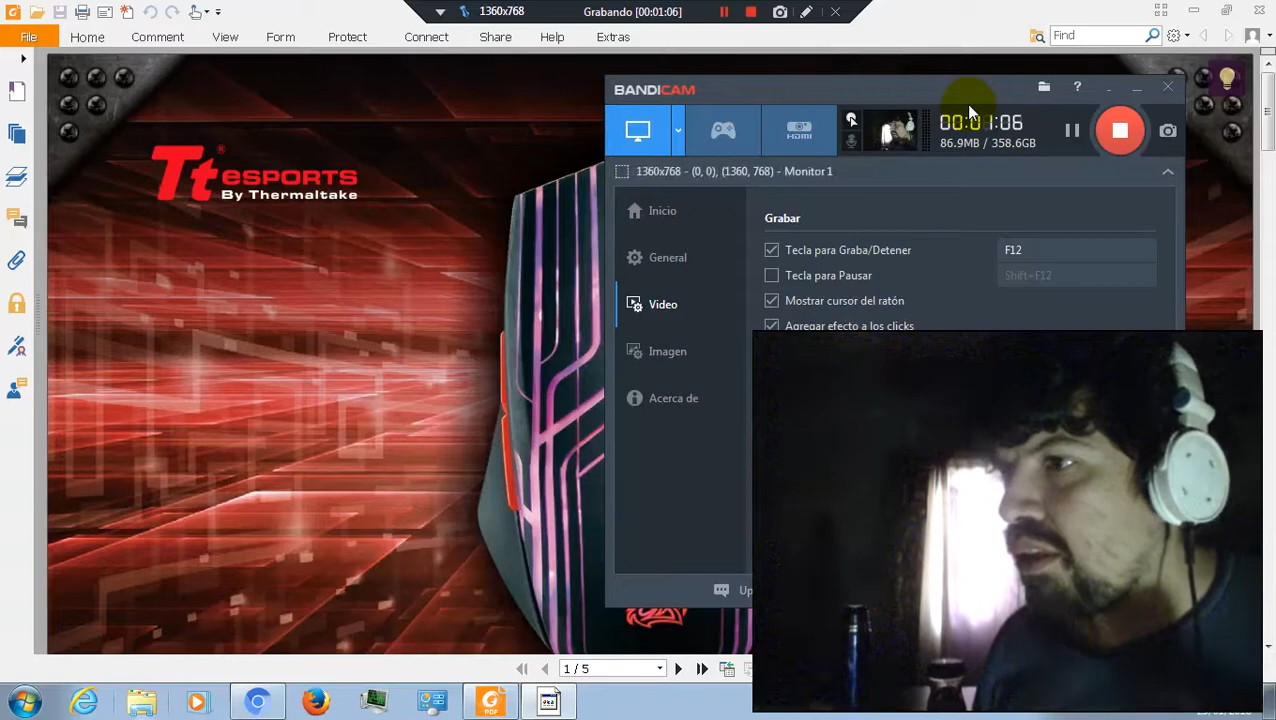 1360x768
Grabando [00:01:06]
File
Home
Comment
View
Form
Protect
Connect
Share
Help
Extras
Find
Tt® eSPORTS
By Thermaltake
BANDICAM
?
HDMI
00:01:06
86.9MB / 358.6GB
1360x768 - (0, 0), (1360, 768) - Monitor 1
Inicio
General
Video
Imagen
Acerca de
Grabar
Tecla para Graba/Detener
F12
Tecla para Pausar
Shift+F12
Mostrar cursor del ratón
Agregar efecto a los clicks
1 / 5
PDF